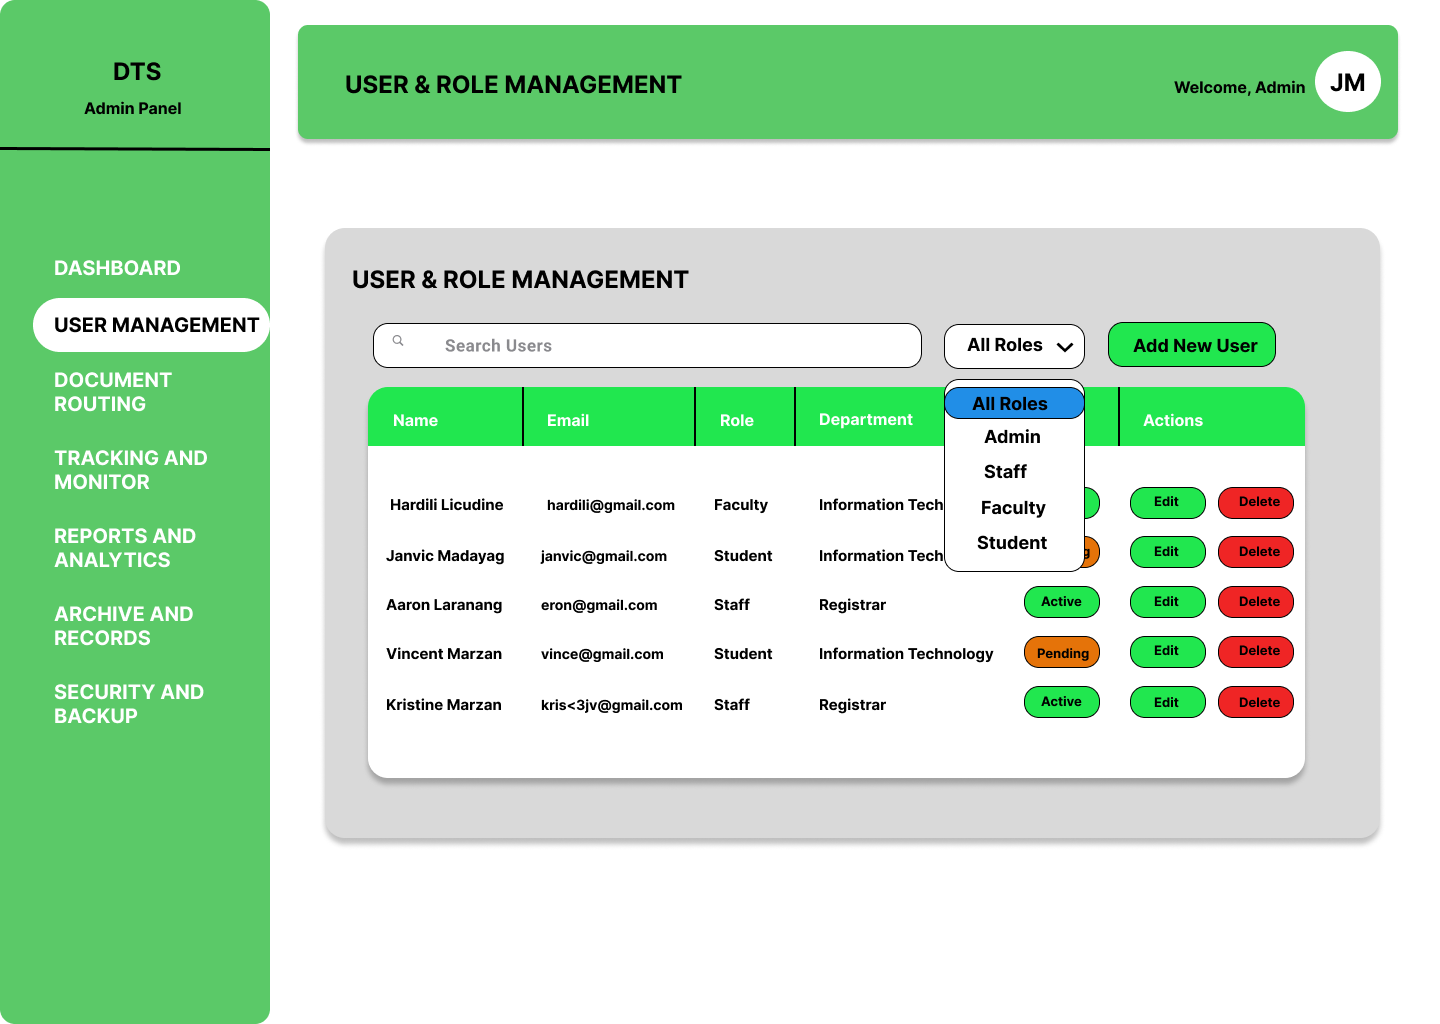 DTS
Admin Panel
DASHBOARD
USER MANAGEMENT
DOCUMENT
ROUTING
TRACKING AND
MONITOR
REPORTS AND
ANALYTICS
ARCHIVE AND
RECORDS
SECURITY AND
BACKUP
USER & ROLE MANAGEMENT
Welcome, Admin
JM
USER & ROLE MANAGEMENT
Search Users
All Roles
Add New User
All Roles
Admin
Staff
Faculty
Student
Name Email Role Department Actions
Hardili Licudine hardili@gmail.com Faculty Information Tech Edit Delete
Janvic Madayag janvic@gmail.com Student Information Tech g Edit Delete
Aaron Laranang eron@gmail.com Staff Registrar Active Edit Delete
Vincent Marzan vince@gmail.com Student Information Technology Pending Edit Delete
Kristine Marzan kris<3jv@gmail.com Staff Registrar Active Edit Delete